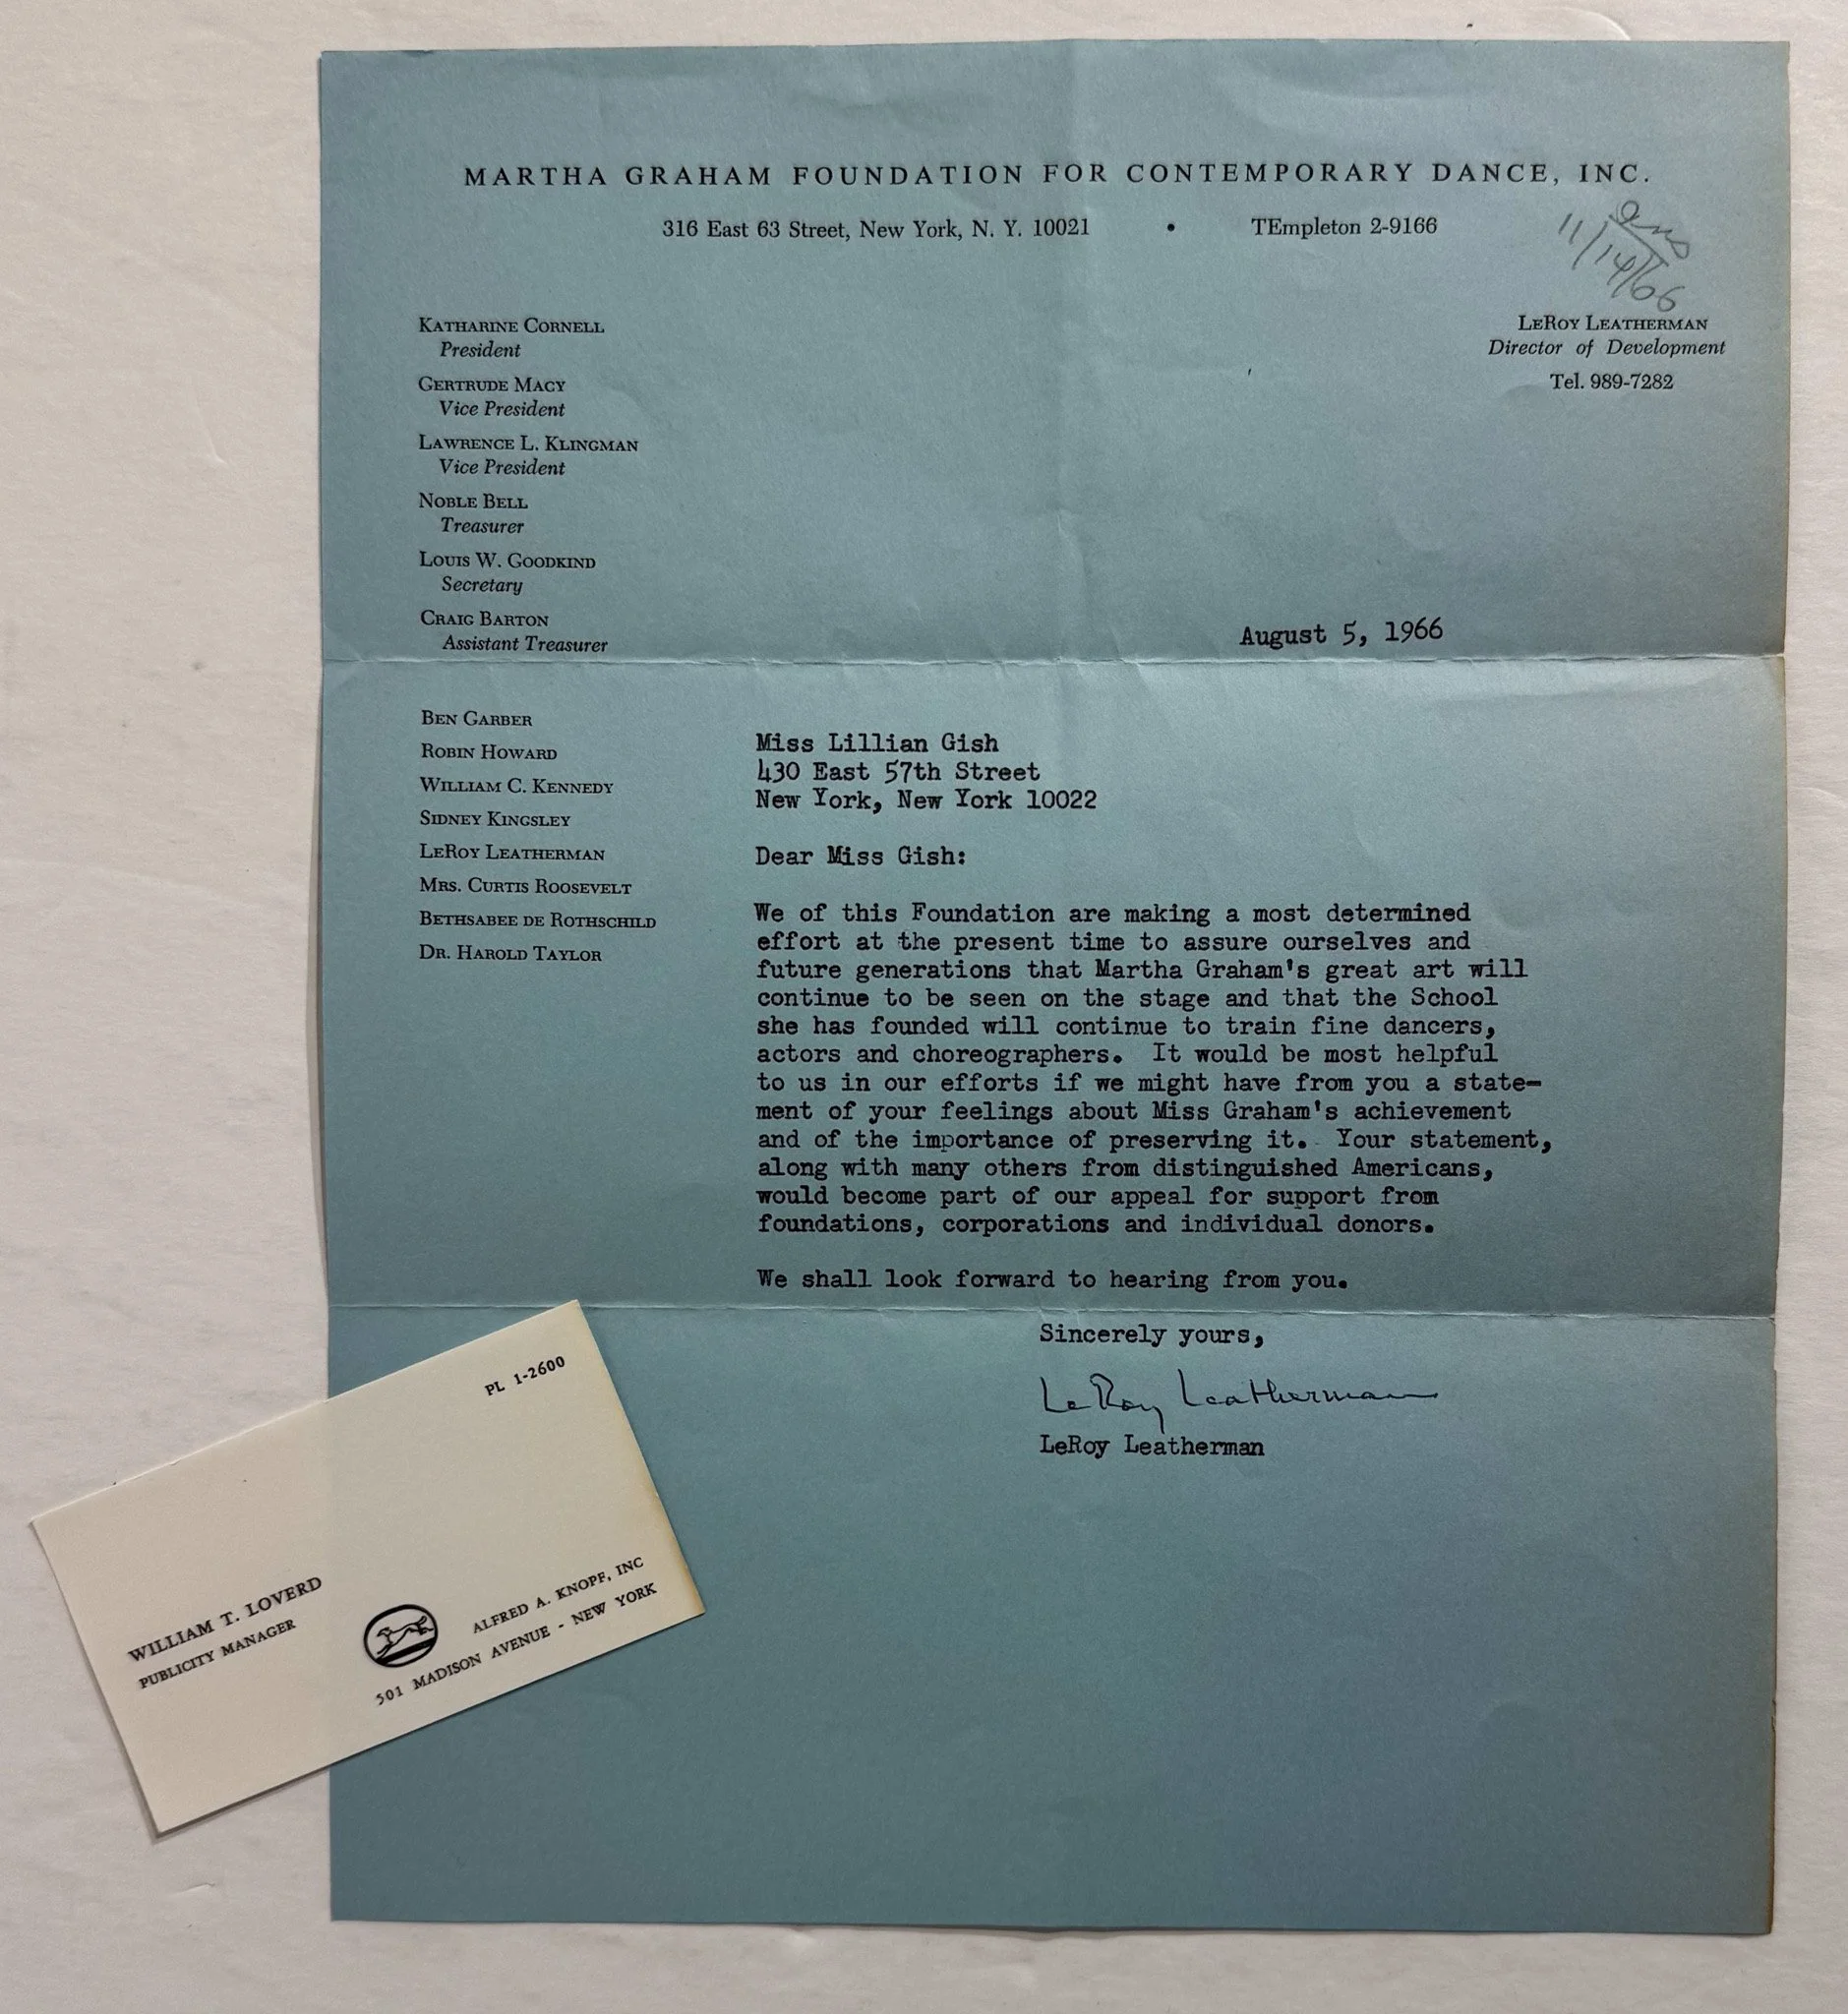 MARTHA GRAHAM FOUNDATION FOR CONTEMPORARY DANCE, INC.
316 East 63 Street, New York, N. Y. 10021 • TEmpleton 2-9166
ans
11/14/66
LEROY LEATHERMAN
Director of Development
Tel. 989-7282
KATHARINE CORNELL
President
GERTRUDE MACY
Vice President
LAWRENCE L. KLINGMAN
Vice President
NOBLE BELL
Treasurer
LOUIS W. GOODKIND
Secretary
CRAIG BARTON
Assistant Treasurer
BEN GARBER
ROBIN HOWARD
WILLIAM C. KENNEDY
SIDNEY KINGSLEY
LEROY LEATHERMAN
MRS. CURTIS ROOSEVELT
BETHSABEE DE ROTHSCHILD
DR. HAROLD TAYLOR
August 5, 1966
Miss Lillian Gish
430 East 57th Street
New York, New York 10022
Dear Miss Gish:
We of this Foundation are making a most determined
effort at the present time to assure ourselves and
future generations that Martha Graham's great art will
continue to be seen on the stage and that the School
she has founded will continue to train fine dancers,
actors and choreographers. It would be most helpful
to us in our efforts if we might have from you a state-
ment of your feelings about Miss Graham's achievement
and of the importance of preserving it. Your statement,
along with many others from distinguished Americans,
would become part of our appeal for support from
foundations, corporations and individual donors.
We shall look forward to hearing from you.
Sincerely yours,
LeRoy Leatherman
LeRoy Leatherman
PL 1-2600
WILLIAM T. LOVERD
PUBLICITY MANAGER
ALFRED A. KNOPF, INC
501 MADISON AVENUE - NEW YORK